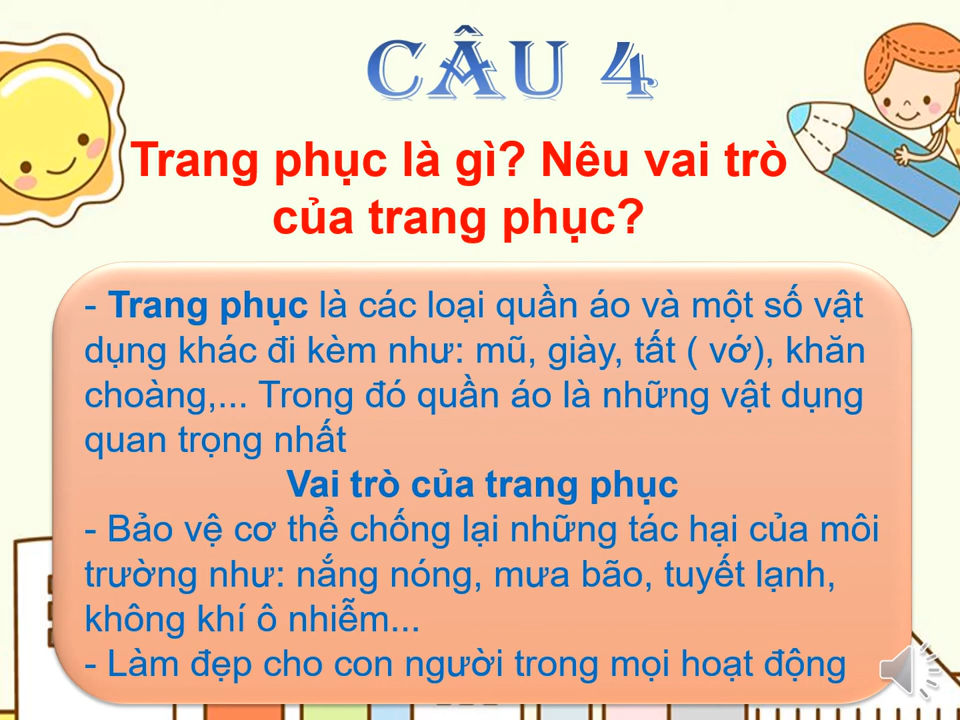 CÂU 4
Trang phục là gì? Nêu vai trò
của trang phục?
- Trang phục là các loại quần áo và một số vật
dụng khác đi kèm như: mũ, giày, tất ( vớ), khăn
choàng,... Trong đó quần áo là những vật dụng
quan trọng nhất
Vai trò của trang phục
- Bảo vệ cơ thể chống lại những tác hại của môi
trường như: nắng nóng, mưa bão, tuyết lạnh,
không khí ô nhiễm...
- Làm đẹp cho con người trong mọi hoạt động